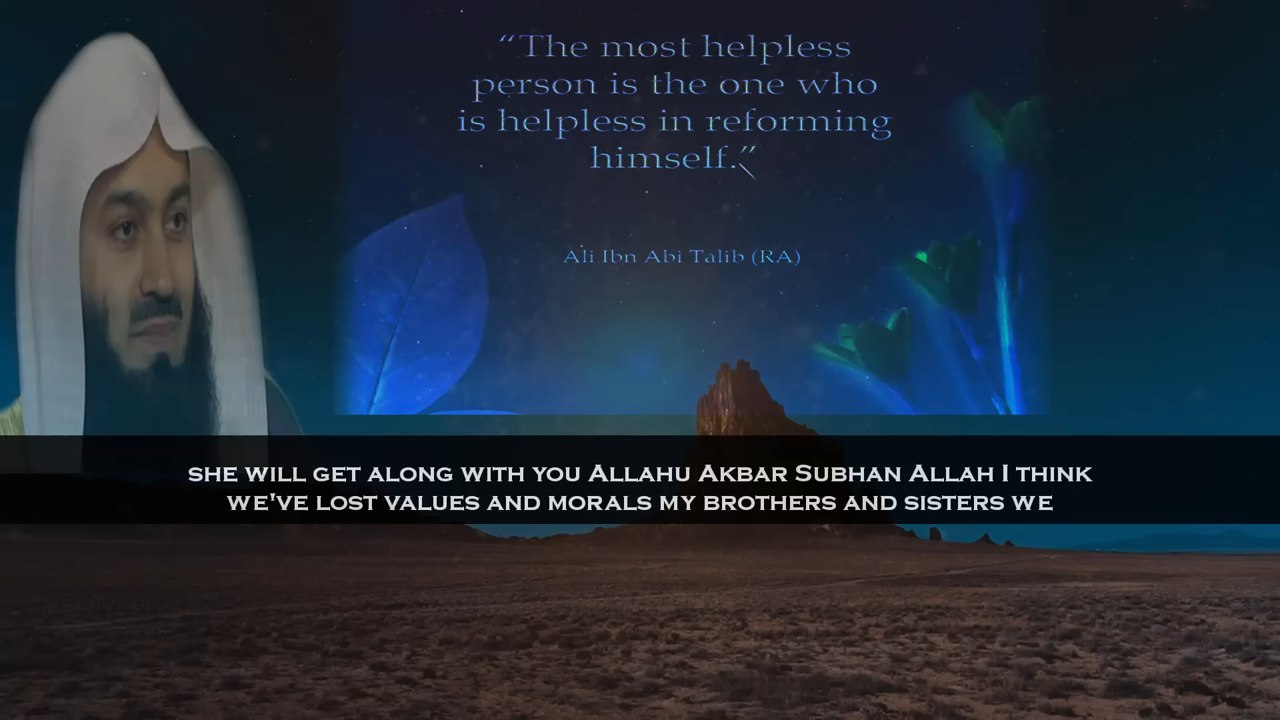 “The most helpless
person is the one who
is helpless in reforming
himself.”
Ali Ibn Abi Talib (RA)
SHE WILL GET ALONG WITH YOU ALLAHU AKBAR SUBHAN ALLAH I THINK
WE'VE LOST VALUES AND MORALS MY BROTHERS AND SISTERS WE